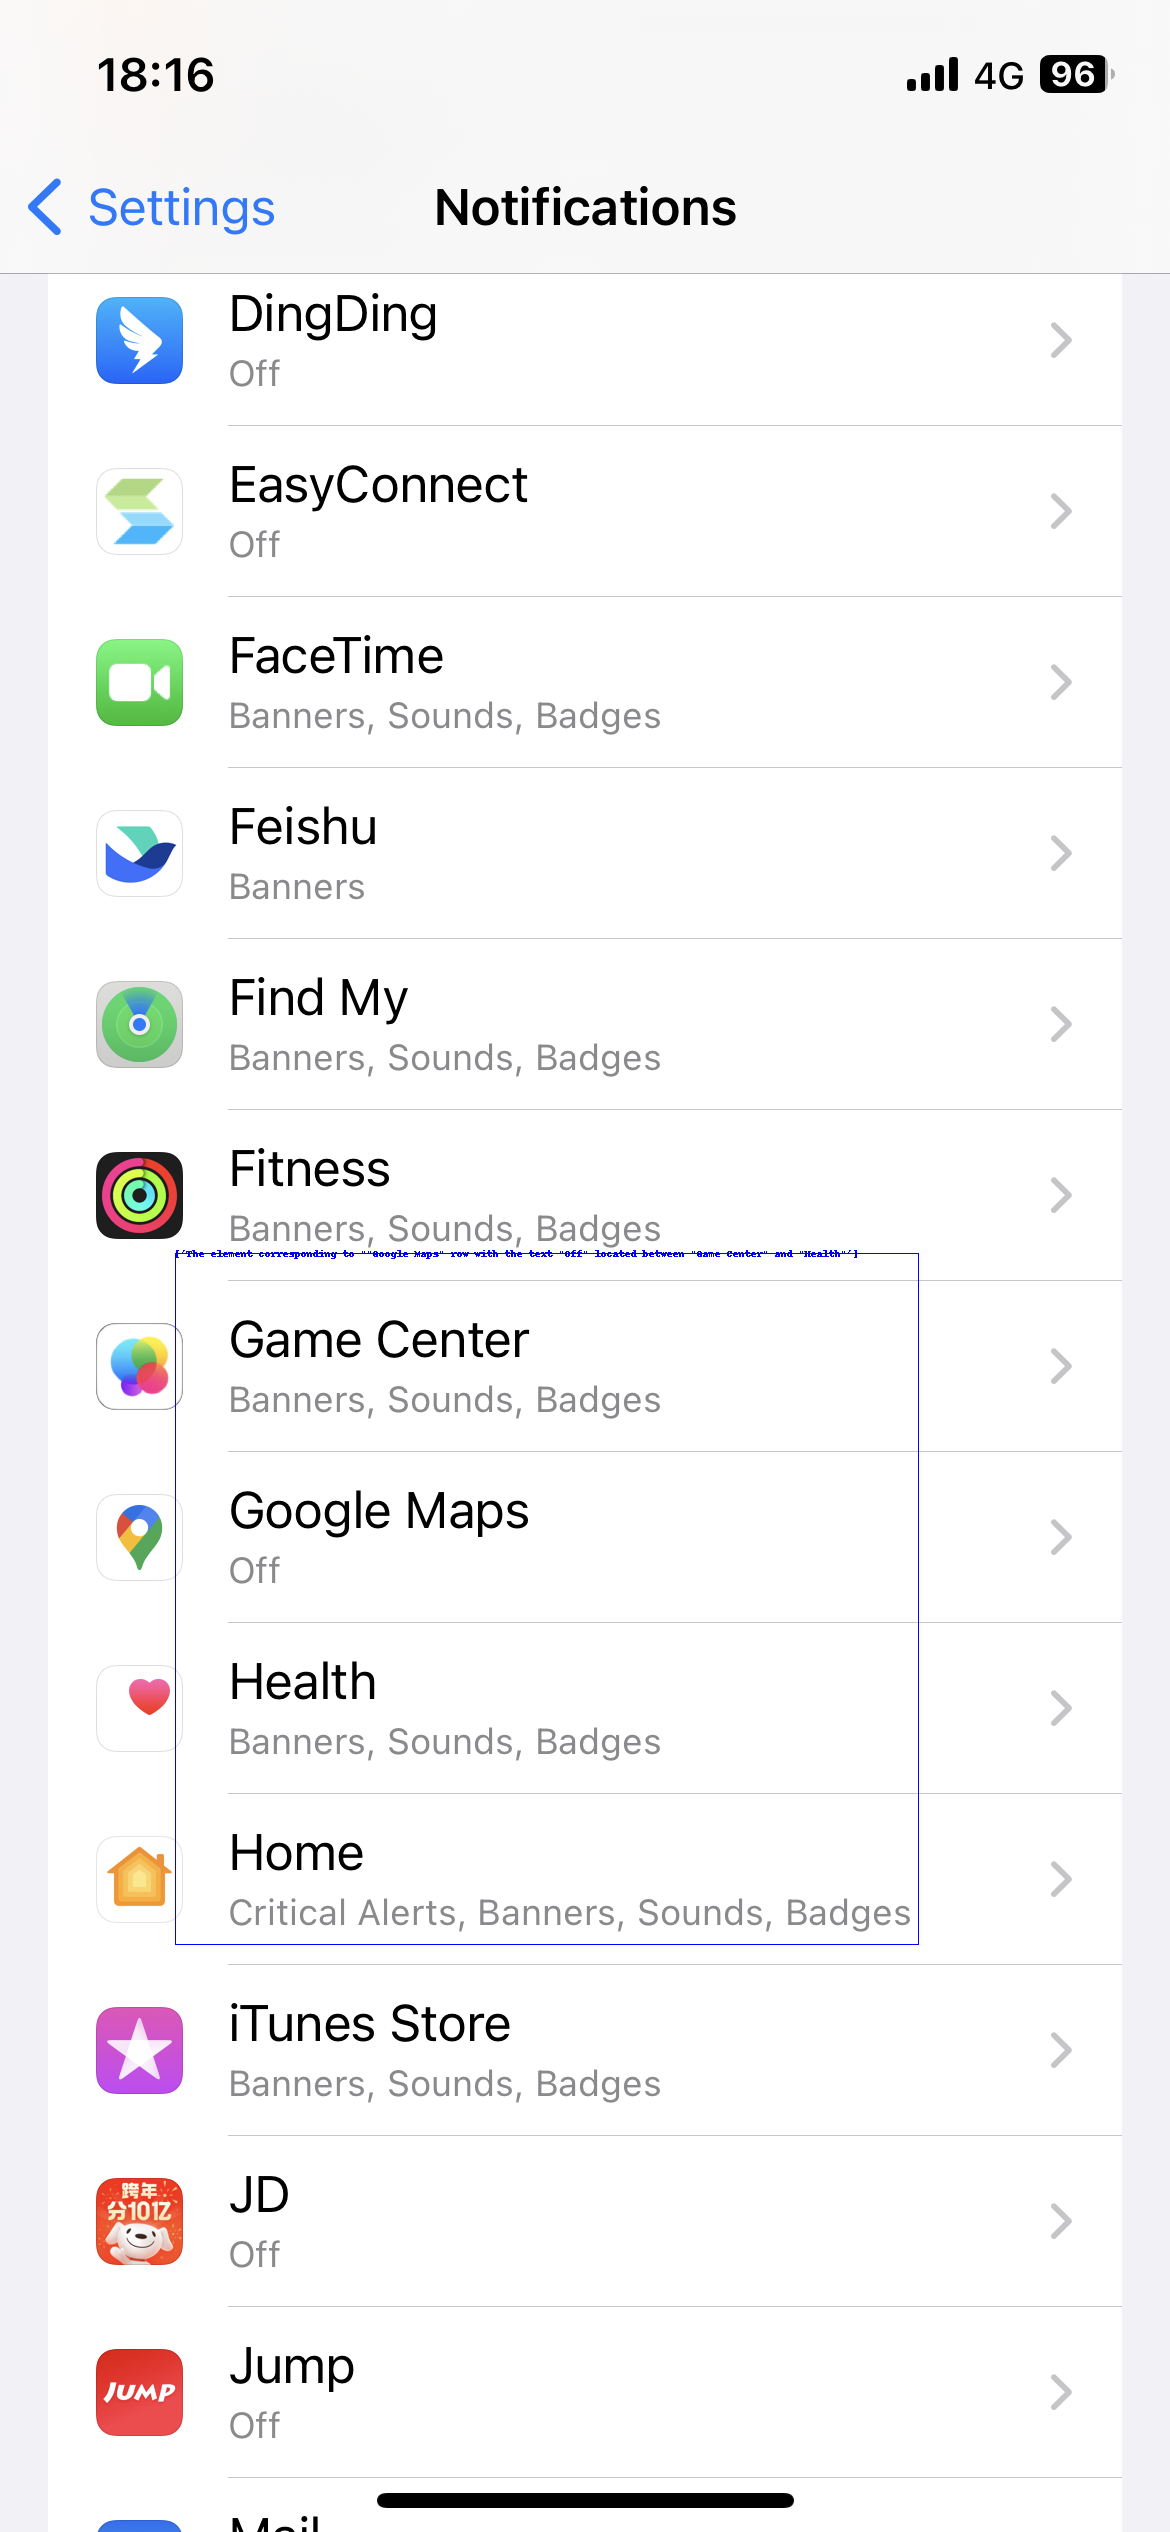 18:16
4G 96
Settings
Notifications
DingDing
Off
EasyConnect
Off
FaceTime
Banners, Sounds, Badges
Feishu
Banners
Find My
Banners, Sounds, Badges
Fitness
Banners, Sounds, Badges
[/The element corresponding to ""Google Maps" row with the text "Off" located between "Game Center" and "Health"/]
Game Center
Banners, Sounds, Badges
Google Maps
Off
Health
Banners, Sounds, Badges
Home
Critical Alerts, Banners, Sounds, Badges
iTunes Store
Banners, Sounds, Badges
跨年
分10亿
JD
Off
JUMP
Jump
Off
Mail